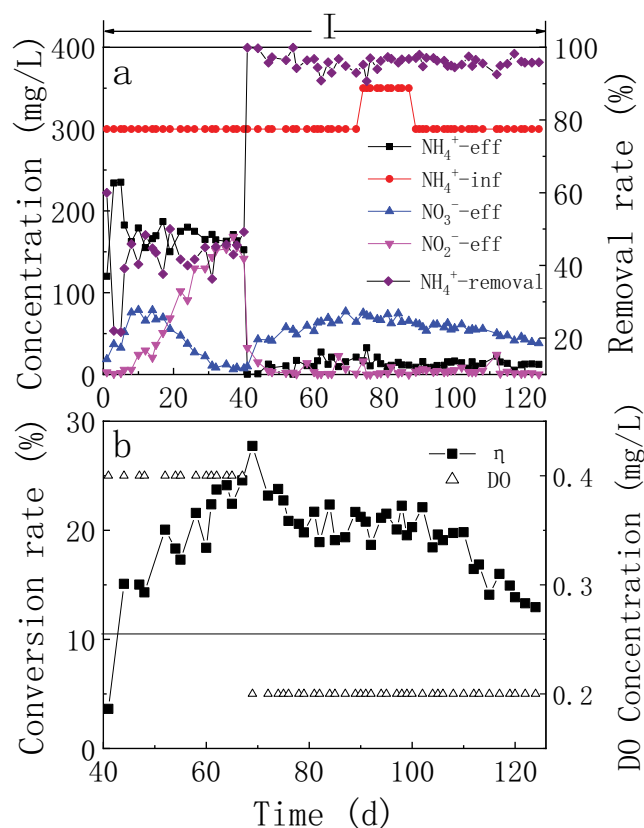 I
a
Concentration (mg/L)
400
300
200
100
0
NH₄⁺-eff
NH₄⁺-inf
NO₃⁻-eff
NO₂⁻-eff
NH₄⁺-removal
100
80
60
40
20
Removal rate (%)
0 20 40 60 80 100 120
b
Conversion rate (%)
30
20
10
0
η
DO
0.4
0.3
0.2
DO Concentration (mg/L)
40 60 80 100 120
Time (d)